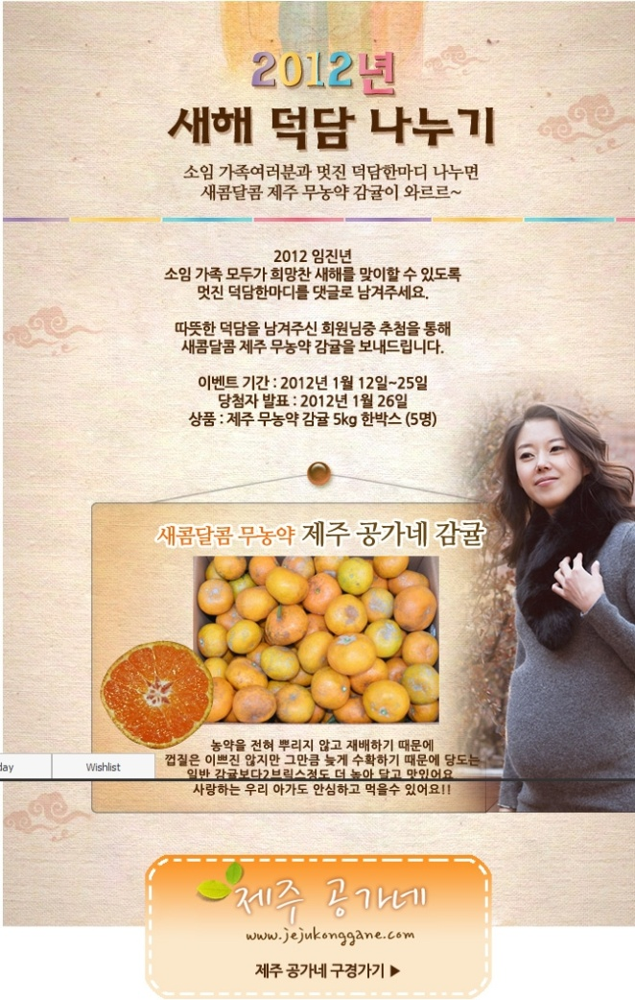 2012년
새해 덕담 나누기
소임 가족여러분과 멋진 덕담한마디 나누면
새콤달콤 제주 무농약 감귤이 와르르~
2012 임진년
소임 가족 모두가 희망찬 새해를 맞이할 수 있도록
멋진 덕담한마디를 댓글로 남겨주세요.
따뜻한 덕담을 남겨주신 회원님중 추첨을 통해
새콤달콤 제주 무농약 감귤을 보내드립니다.
이벤트 기간 : 2012년 1월 12일~25일
당첨자 발표 : 2012년 1월 26일
상품 : 제주 무농약 감귤 5kg 한박스 (5명)
새콤달콤 무농약 제주 공가네 감귤
농약을 전혀 뿌리지 않고 재배하기 때문에
껍질은 이쁘진 않지만 그만큼 늦게 수확하기 때문에 당도는
day Wishlist
일반 감귤보다2브릭스정도 더 높아 달고 맛있어요
사랑하는 우리 아가도 안심하고 먹을수 있어요!!
제주 공가네
www.jejukonggane.com
제주 공가네 구경가기 ▶